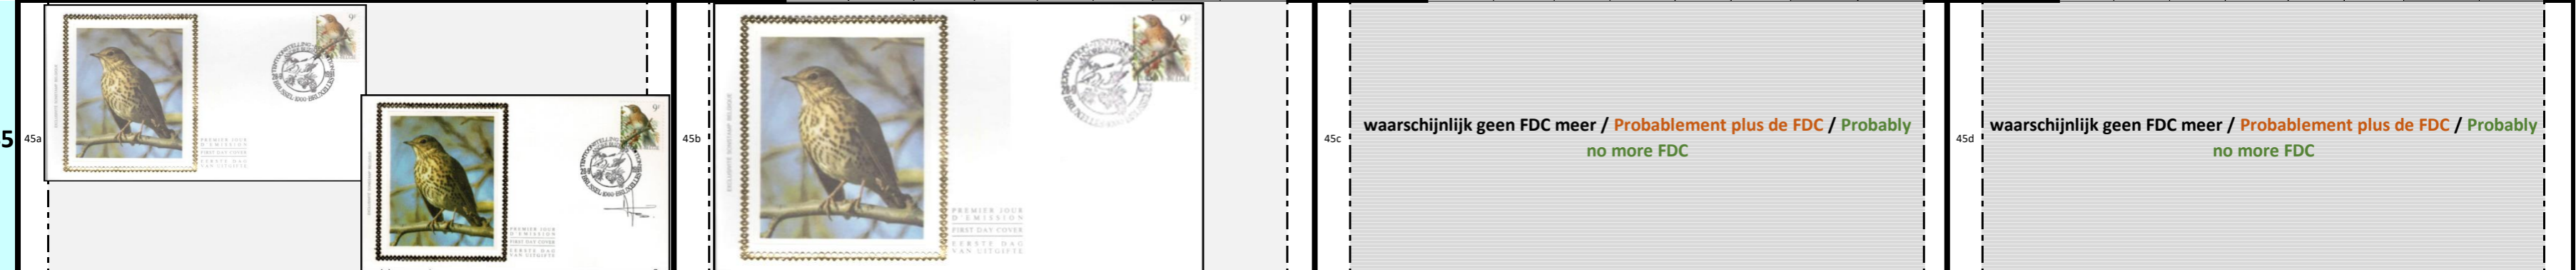 5
45a
9F
PREMIER JOUR
D'EMISSION
FIRST DAY COVER
EERSTE DAG
VAN UITGIFTE
9F
PREMIER JOUR
D'EMISSION
FIRST DAY COVER
EERSTE DAG
VAN UITGIFTE
45b
9F
PREMIER JOUR
D'EMISSION
FIRST DAY COVER
EERSTE DAG
VAN UITGIFTE
45c
waarschijnlijk geen FDC meer / Probablement plus de FDC / Probably
no more FDC
45d
waarschijnlijk geen FDC meer / Probablement plus de FDC / Probably
no more FDC